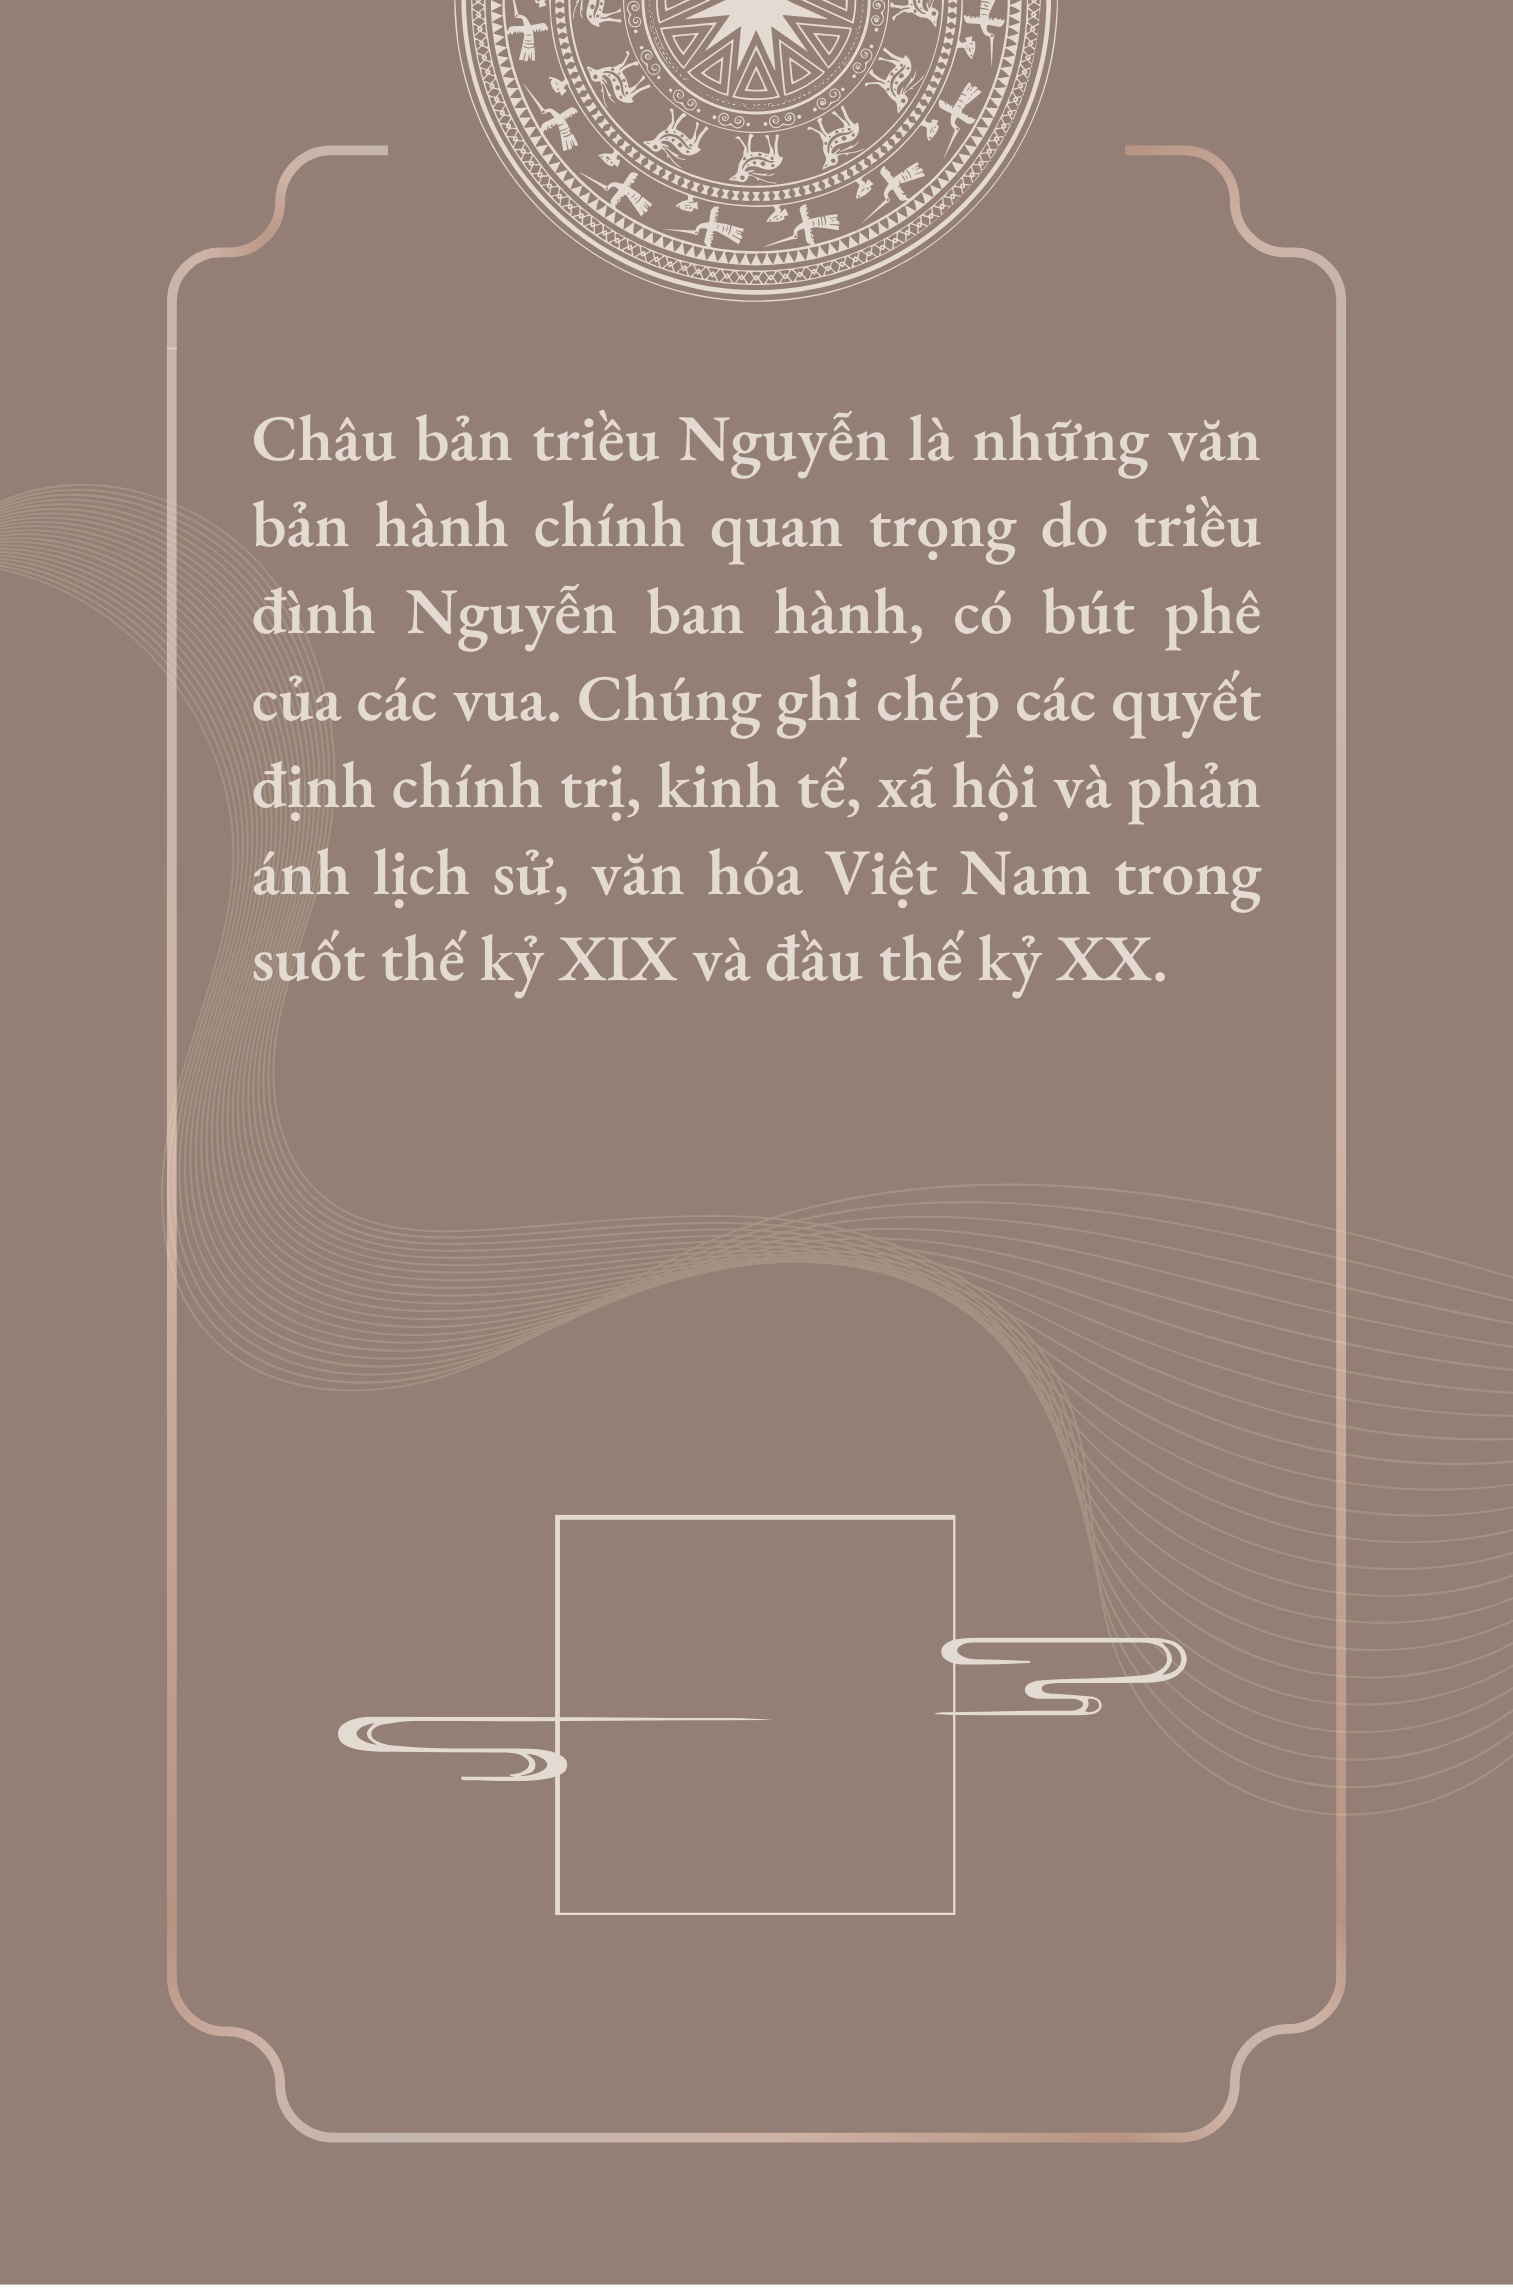 Châu bản triều Nguyễn là những văn
bản hành chính quan trọng do triều
đình Nguyễn ban hành, có bút phê
của các vua. Chúng ghi chép các quyết
định chính trị, kinh tế, xã hội và phản
ánh lịch sử, văn hóa Việt Nam trong
suốt thế kỷ XIX và đầu thế kỷ XX.